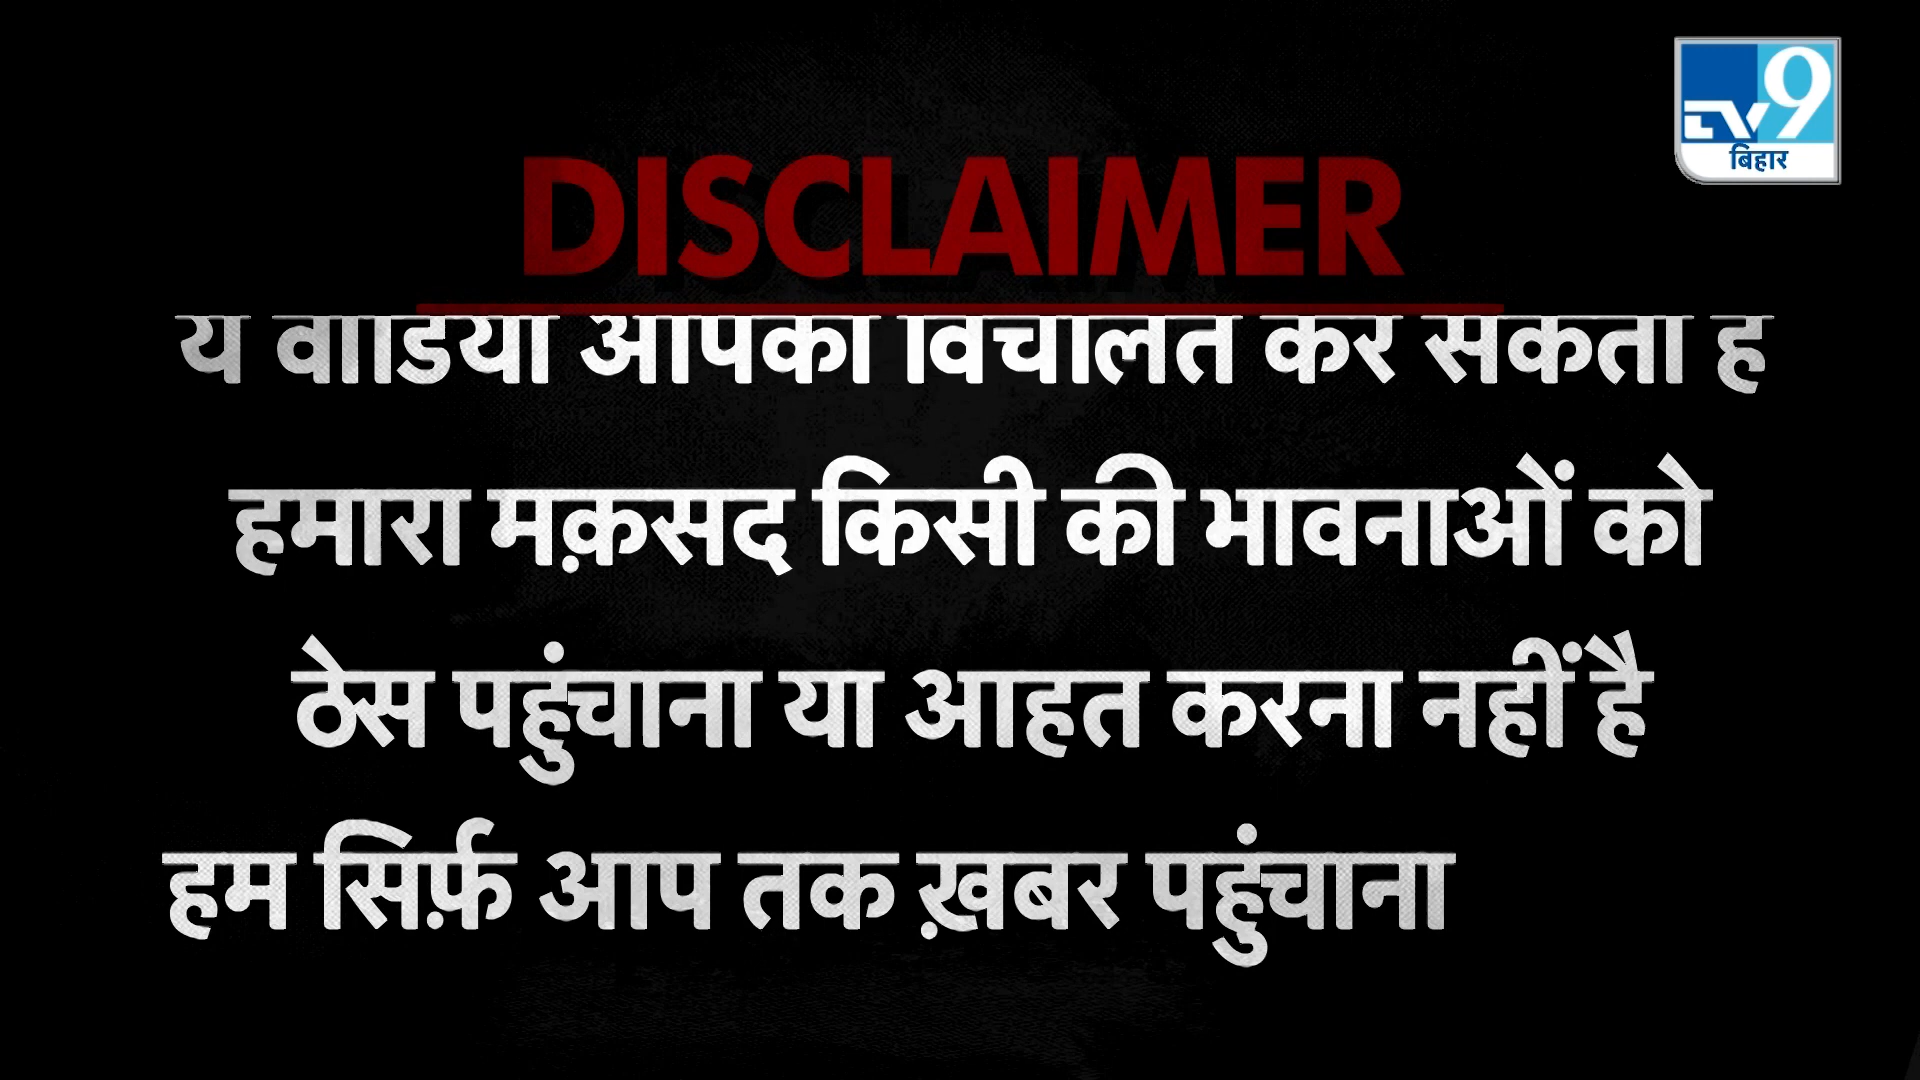 TV9
बिहार
DISCLAIMER
ये वीडियो आपको विचलित कर सकता है
हमारा मक़सद किसी की भावनाओं को
ठेस पहुंचाना या आहत करना नहीं है
हम सिर्फ़ आप तक ख़बर पहुंचाना